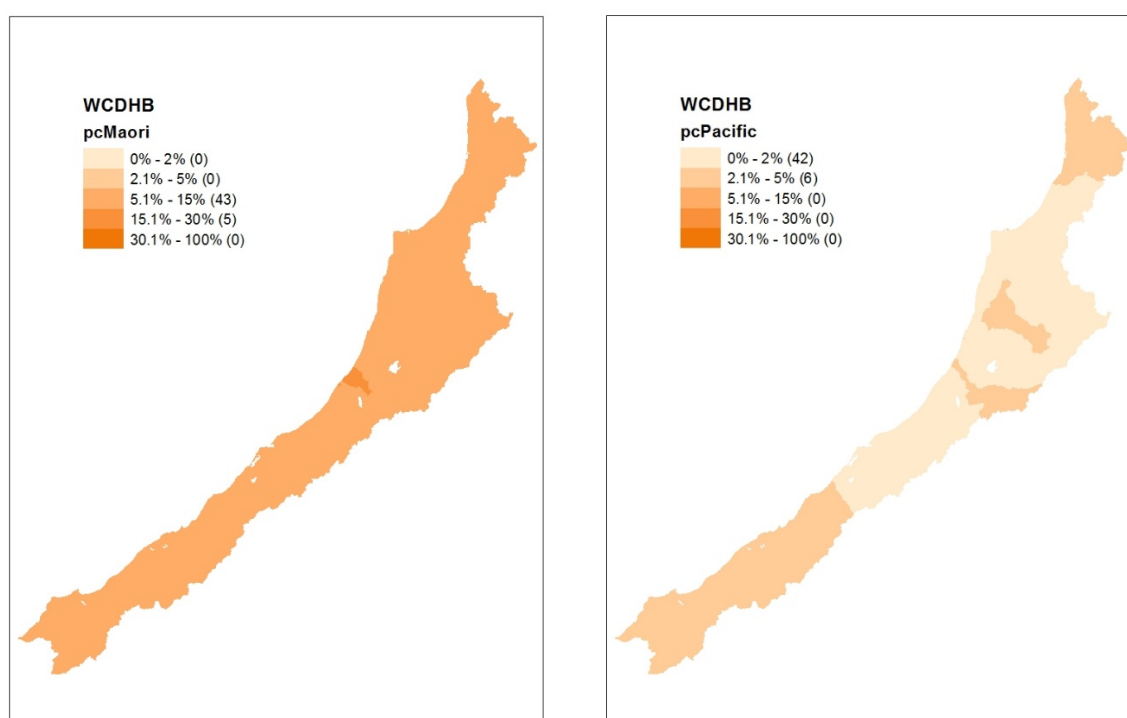 WCDHB
pcMaori
0% - 2% (0)
2.1% - 5% (0)
5.1% - 15% (43)
15.1% - 30% (5)
30.1% - 100% (0)
WCDHB
pcPacific
0% - 2% (42)
2.1% - 5% (6)
5.1% - 15% (0)
15.1% - 30% (0)
30.1% - 100% (0)